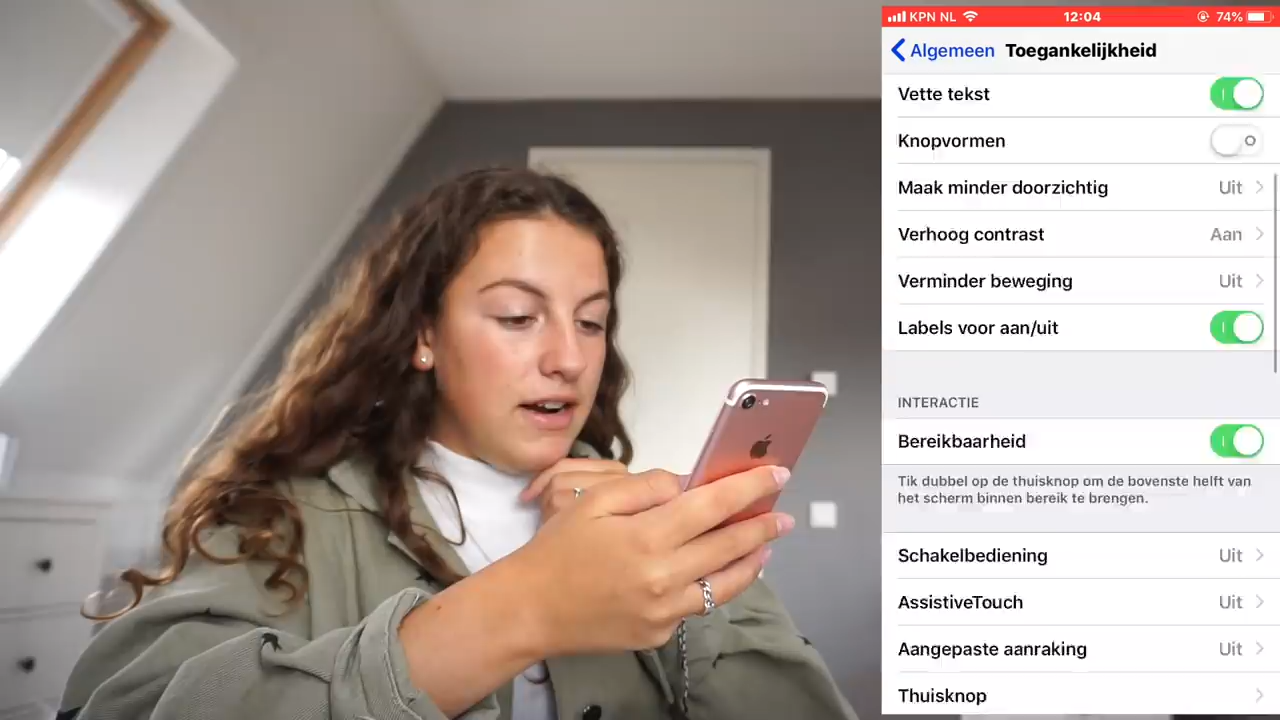 KPN NL 12:04 74%
Algemeen Toegankelijkheid
Vette tekst
Knopvormen
Maak minder doorzichtig Uit
Verhoog contrast Aan
Verminder beweging Uit
Labels voor aan/uit
INTERACTIE
Bereikbaarheid
Tik dubbel op de thuisknop om de bovenste helft van
het scherm binnen bereik te brengen.
Schakelbediening Uit
AssistiveTouch Uit
Aangepaste aanraking Uit
Thuisknop